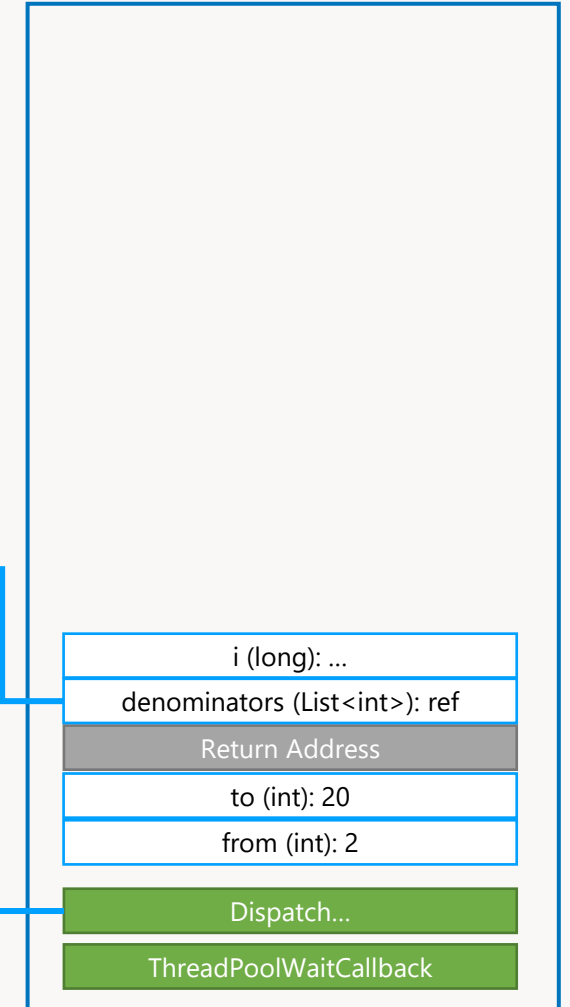 i (long): …
denominators (List<int>): ref
Return Address
to (int): 20
from (int): 2
Dispatch…
ThreadPoolWaitCallback